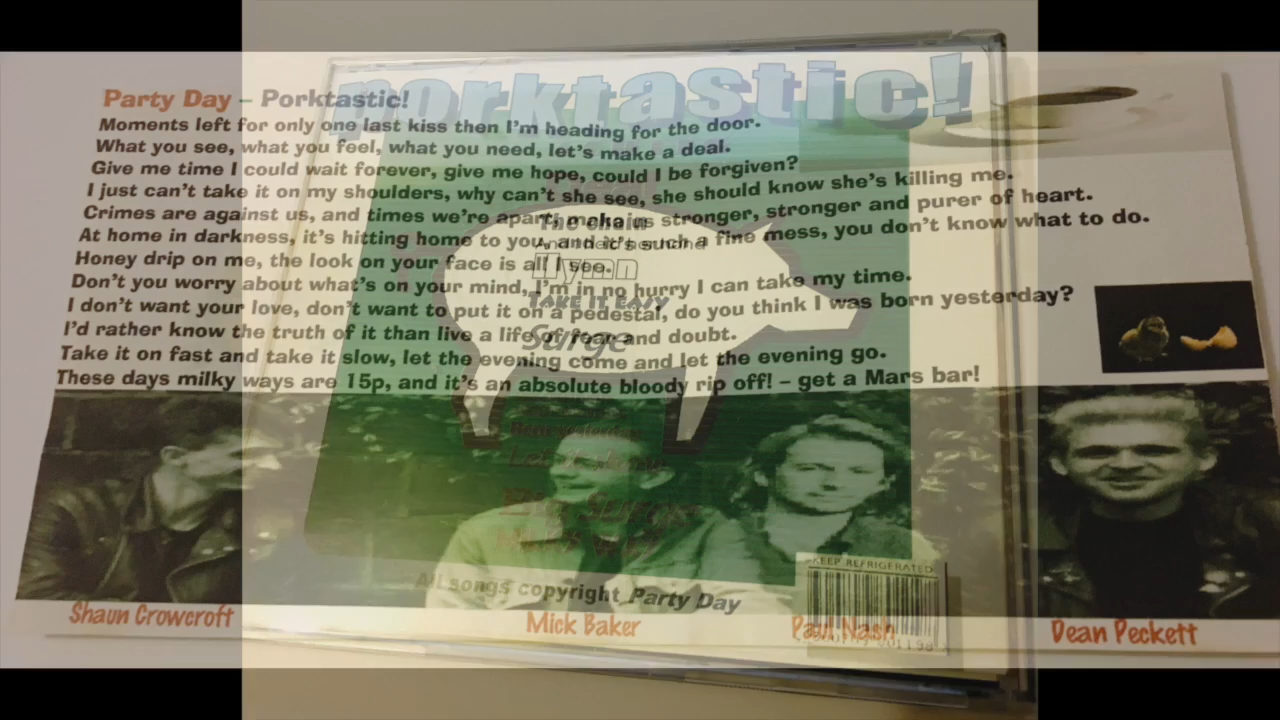 porktastic!
Party Day – Porktastic!
Moments left for only one last kiss then I'm heading for the door.
What you see, what you feel, what you need, let's make a deal.
Give me time I could wait forever, give me hope, could I be forgiven?
I just can't take it on my shoulders, why can't she see, she should know she's killing me.
Crimes are against us, and times we're apart, make us stronger, stronger and purer of heart.
At home in darkness, it's hitting home to you, and it's such a fine mess, you don't know what to do.
Honey drip on me, the look on your face is all I see.
Don't you worry about what's on your mind, I'm in no hurry I can take my time.
I don't want your love, don't want to put it on a pedestal, do you think I was born yesterday?
I'd rather know the truth of it than live a life of fear and doubt.
Take it on fast and take it slow, let the evening come and let the evening go.
These days milky ways are 15p, and it's an absolute bloody rip off! – get a Mars bar!
The chain
Hymn
Take it easy
Surge
Big Surge
All songs copyright Party Day
KEEP REFRIGERATED
Shaun Crowcroft
Mick Baker
Paul Nash
Dean Peckett